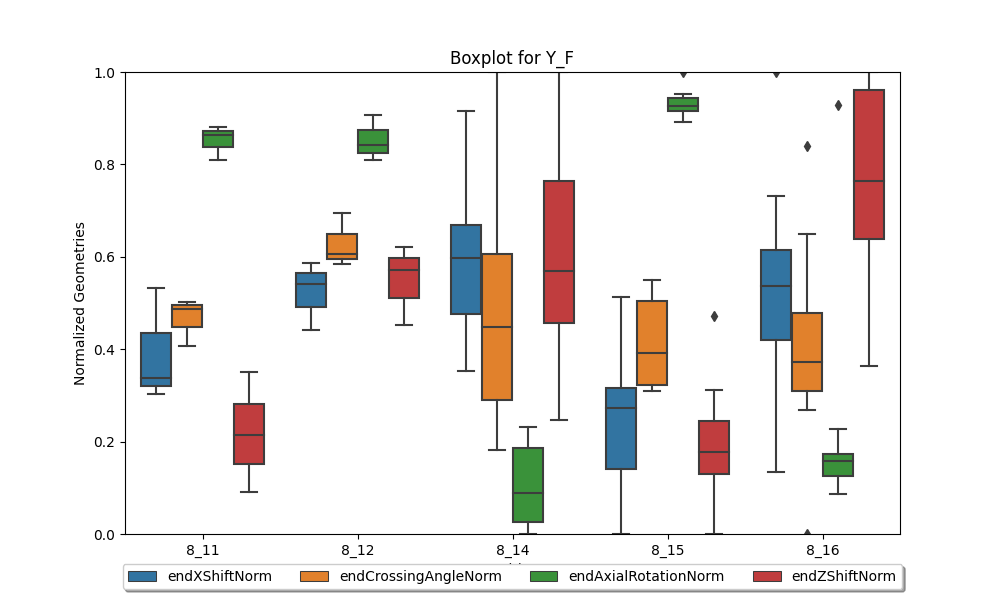 Boxplot for Y_F
Normalized Geometries
1.0
0.8
0.6
0.4
0.2
0.0
8_11 8_12 8_14 8_15 8_16
endXShiftNorm endCrossingAngleNorm endAxialRotationNorm endZShiftNorm